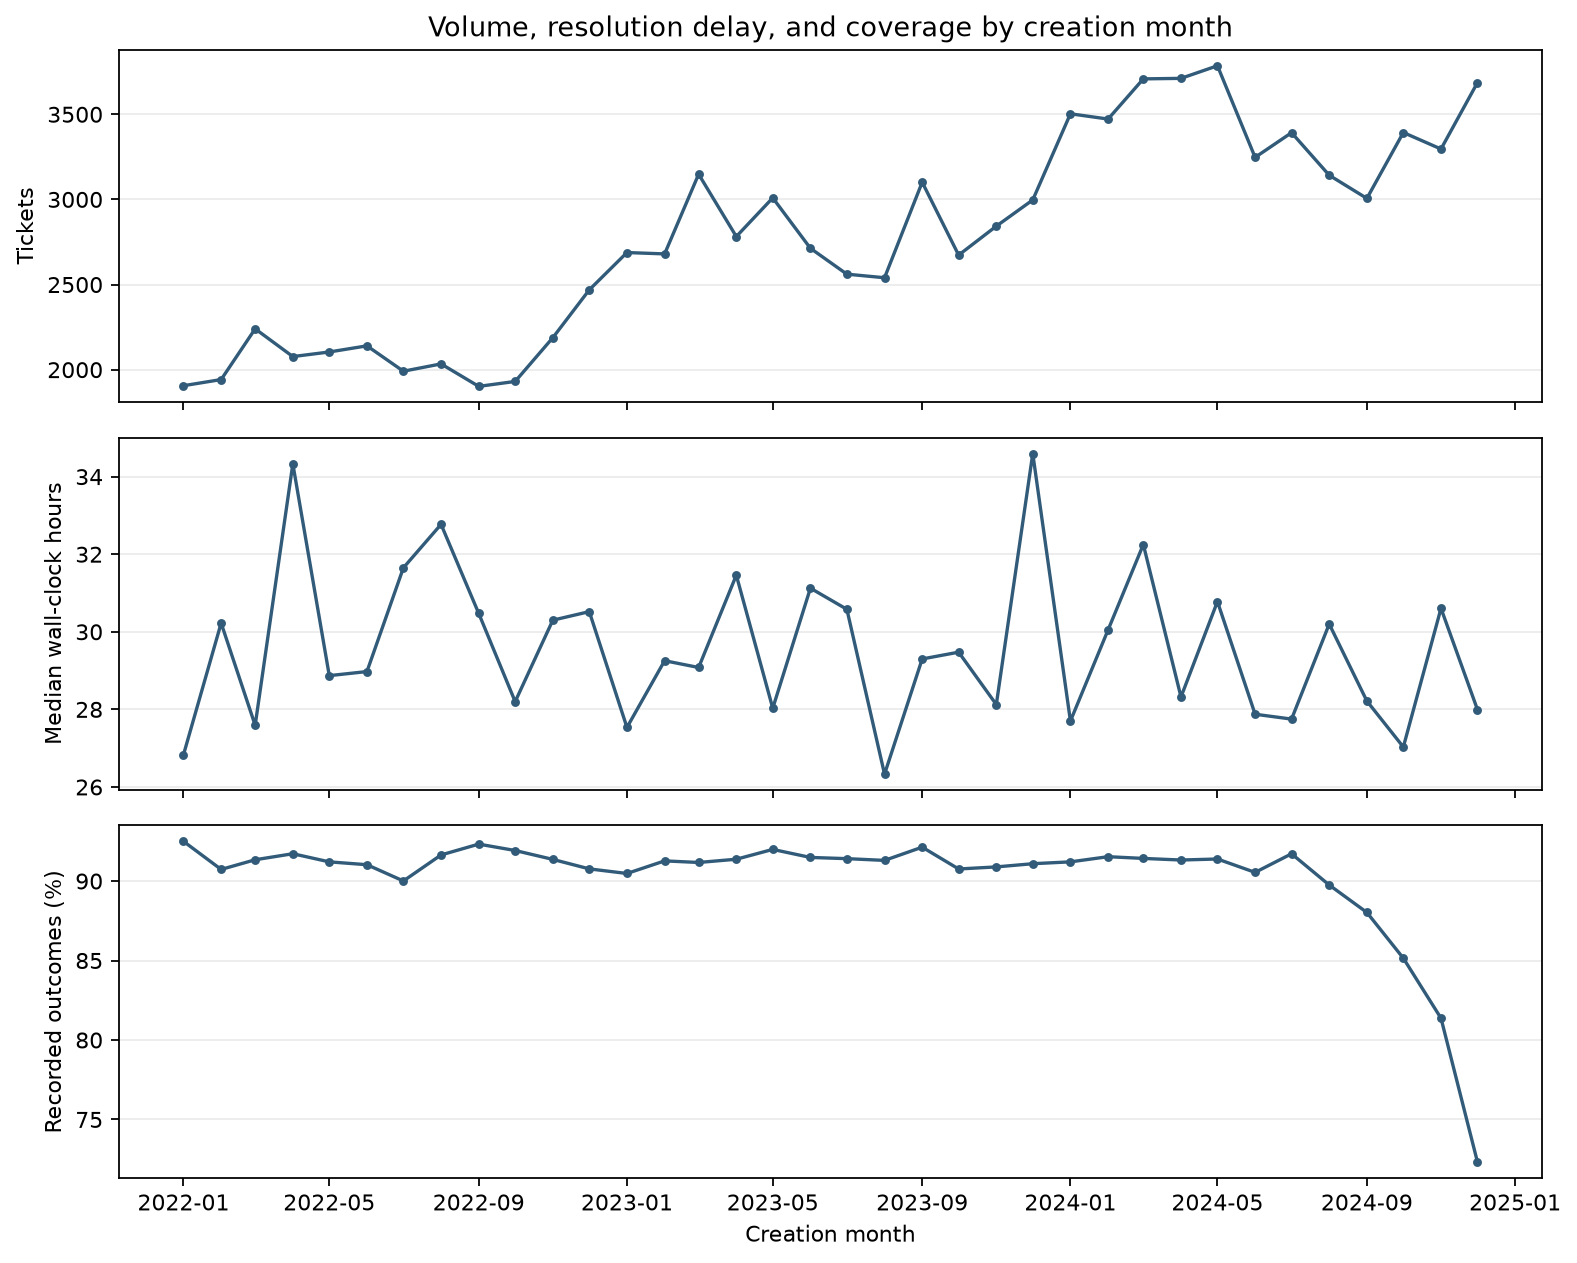 Volume, resolution delay, and coverage by creation month
Tickets
3500
3000
2500
2000
Median wall-clock hours
34
32
30
28
26
Recorded outcomes (%)
90
85
80
75
2022-01 2022-05 2022-09 2023-01 2023-05 2023-09 2024-01 2024-05 2024-09 2025-01
Creation month